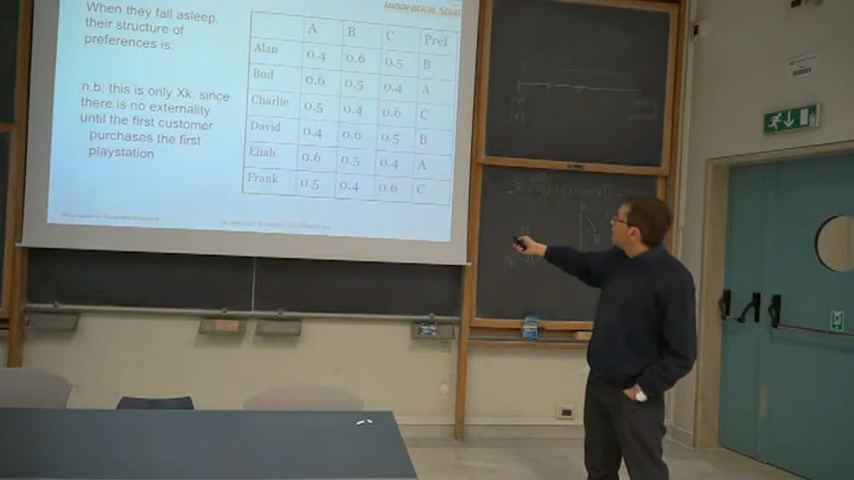 Innovation Stud
When they fall asleep,
their structure of
preferences is:
n.b: this is only Xk, since
there is no externality
until the first customer
purchases the first
playstation
A B C Pref
Alan 0.4 0.6 0.5 B
Bud 0.6 0.5 0.4 A
Charlie 0.5 0.4 0.6 C
David 0.4 0.6 0.5 B
Eliah 0.6 0.5 0.4 A
Frank 0.5 0.4 0.6 C